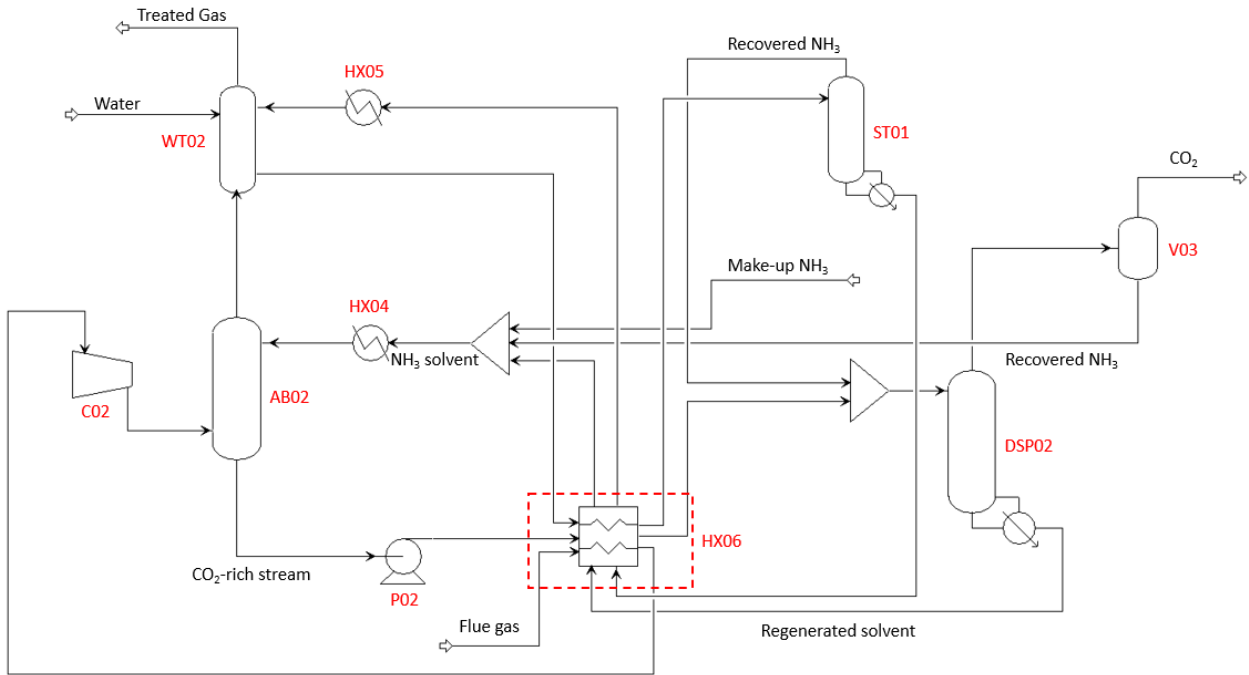 Treated Gas
Recovered NH₃
HX05
Water
WT02
ST01
CO₂
V03
Make-up NH₃
HX04
NH₃ solvent
Recovered NH₃
C02
AB02
DSP02
HX06
CO₂-rich stream
P02
Flue gas
Regenerated solvent